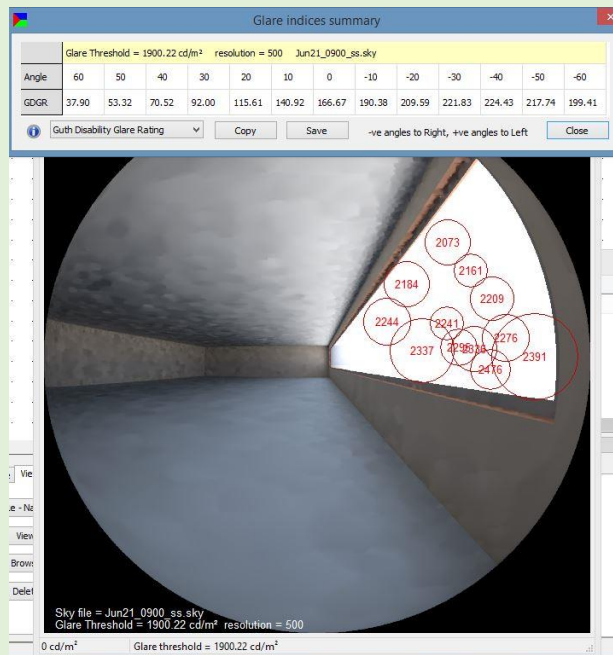 Glare indices summary
Glare Threshold = 1900.22 cd/m² resolution = 500 Jun21_0900_ss.sky
Angle 60 50 40 30 20 10 0 -10 -20 -30 -40 -50 -60
GDGR 37.90 53.32 70.52 92.00 115.61 140.92 166.67 190.38 209.59 221.83 224.43 217.74 199.41
Guth Disability Glare Rating Copy Save -ve angles to Right, +ve angles to Left Close
2073
2161
2184
2209
2244 2241
2276
2337 2391
2476
Vie
e - Na
View
Brows
Delet
Sky file = Jun21_0900_ss.sky
Glare Threshold = 1900.22 cd/m² resolution = 500
0 cd/m² Glare threshold = 1900.22 cd/m²